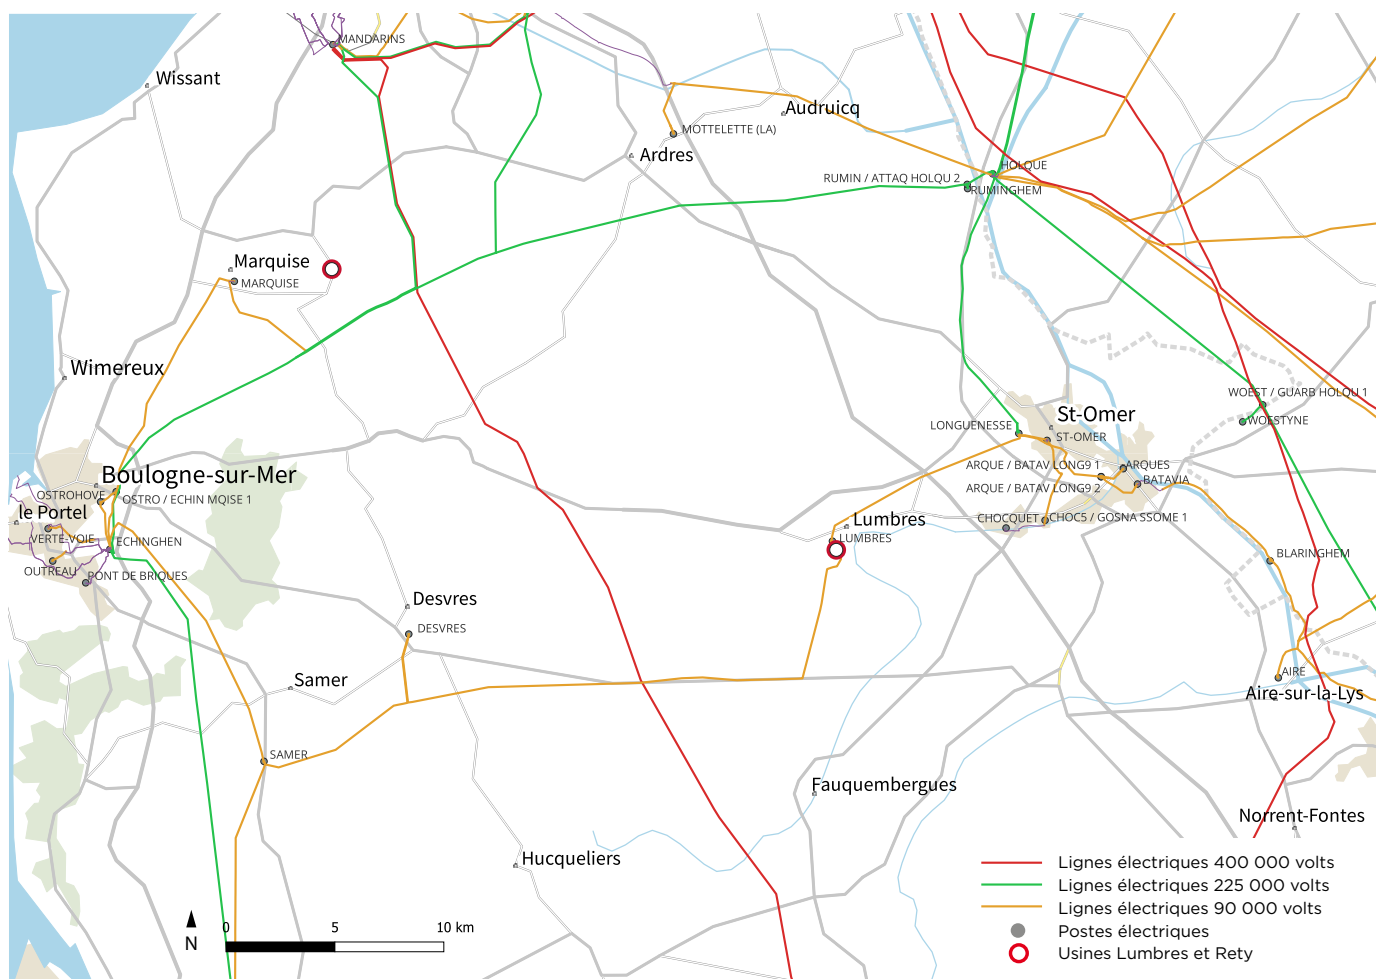 MANDARINS
Wissant
Audruicq
MOTTELETTE (LA)
Ardres
HOLQUE
RUMIN / ATTAQ HOLQU 2
RUMINGHEM
Marquise
MARQUISE
Wimereux
WOEST / GUARB HOLQU 1
WOESTYNE
St-Omer
LONGUENESSE
ST-OMER
ARQUE / BATAV LONG9 1
ARQUES
BATAVIA
ARQUE / BATAV LONG9 2
Boulogne-sur-Mer
OSTROHOVE
OSTRO / ECHIN MQISE 1
le Portel
VERTE-VOIE
ECHINGHEN
OUTREAU
PONT DE BRIQUES
Lumbres
LUMBRES
CHOCQUET
CHOC5 / GOSNA SSOME 1
BLARINGHEM
Desvres
DESVRES
Samer
SAMER
AIRE
Aire-sur-la-Lys
Fauquembergues
Norrent-Fontes
Hucqueliers
N
0
5
10 km
Lignes électriques 400 000 volts
Lignes électriques 225 000 volts
Lignes électriques 90 000 volts
Postes électriques
Usines Lumbres et Rety